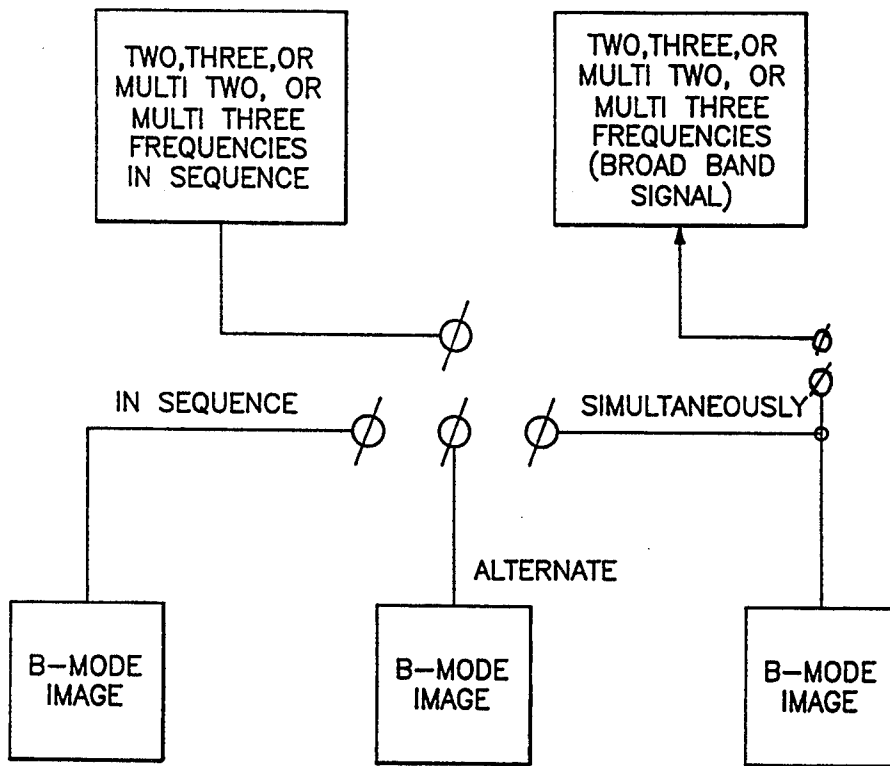 TWO,THREE,OR
MULTI TWO, OR
MULTI THREE
FREQUENCIES
IN SEQUENCE
TWO,THREE,OR
MULTI TWO, OR
MULTI THREE
FREQUENCIES
(BROAD BAND
SIGNAL)
IN SEQUENCE
SIMULTANEOUSLY
ALTERNATE
B-MODE
IMAGE
B-MODE
IMAGE
B-MODE
IMAGE